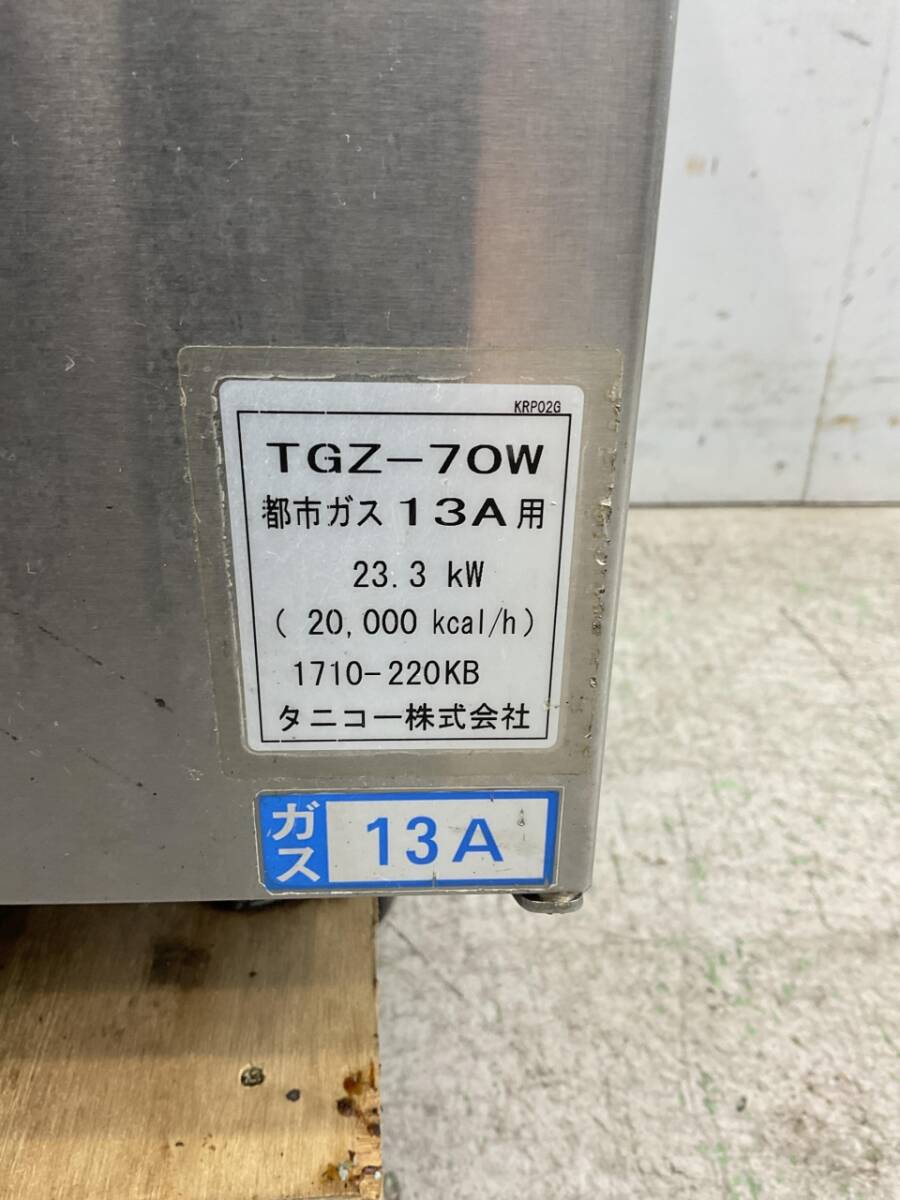 KRP02G
TGZ-70W
都市ガス 13A用
23.3 kW
( 20,000 kcal/h)
1710-220KB
タニコー株式会社
ガス 13A